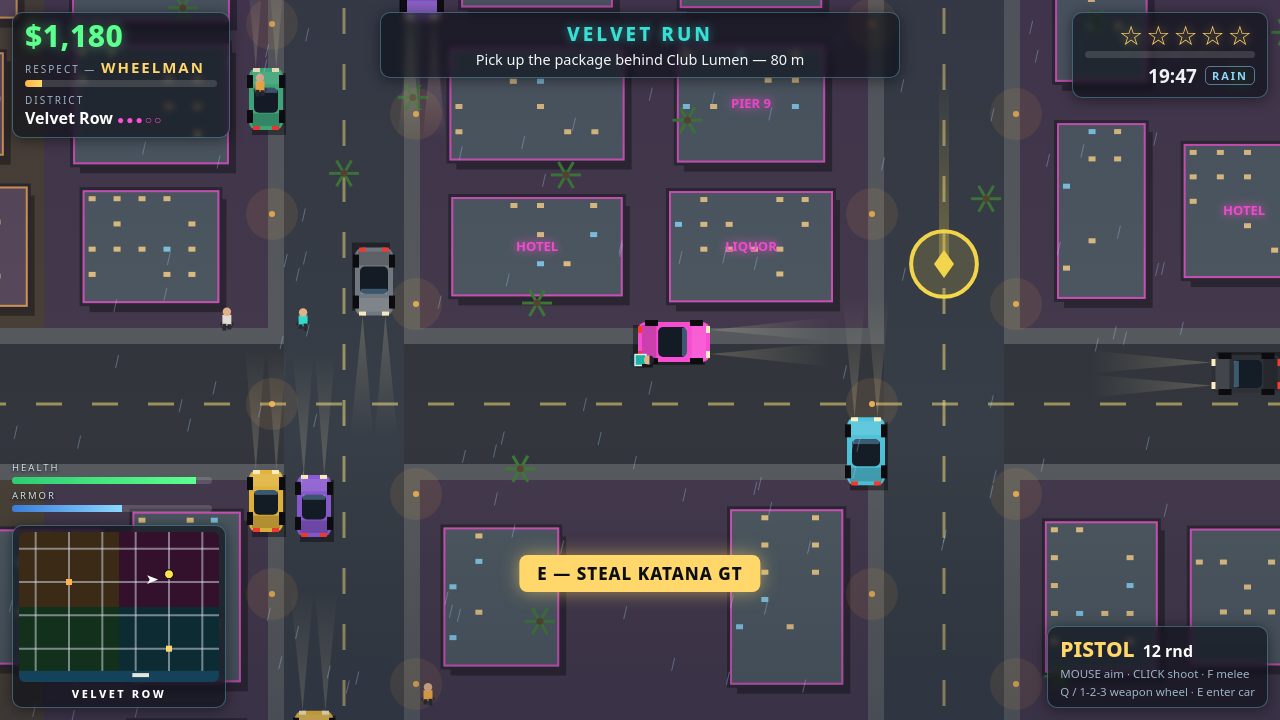 $1,180
RESPECT — WHEELMAN
DISTRICT
Velvet Row
VELVET RUN
Pick up the package behind Club Lumen — 80 m
19:47 RAIN
PIER 9
HOTEL
HOTEL
LIQUOR
HEALTH
ARMOR
E — STEAL KATANA GT
VELVET ROW
PISTOL 12 rnd
MOUSE aim · CLICK shoot · F melee
Q / 1-2-3 weapon wheel · E enter car